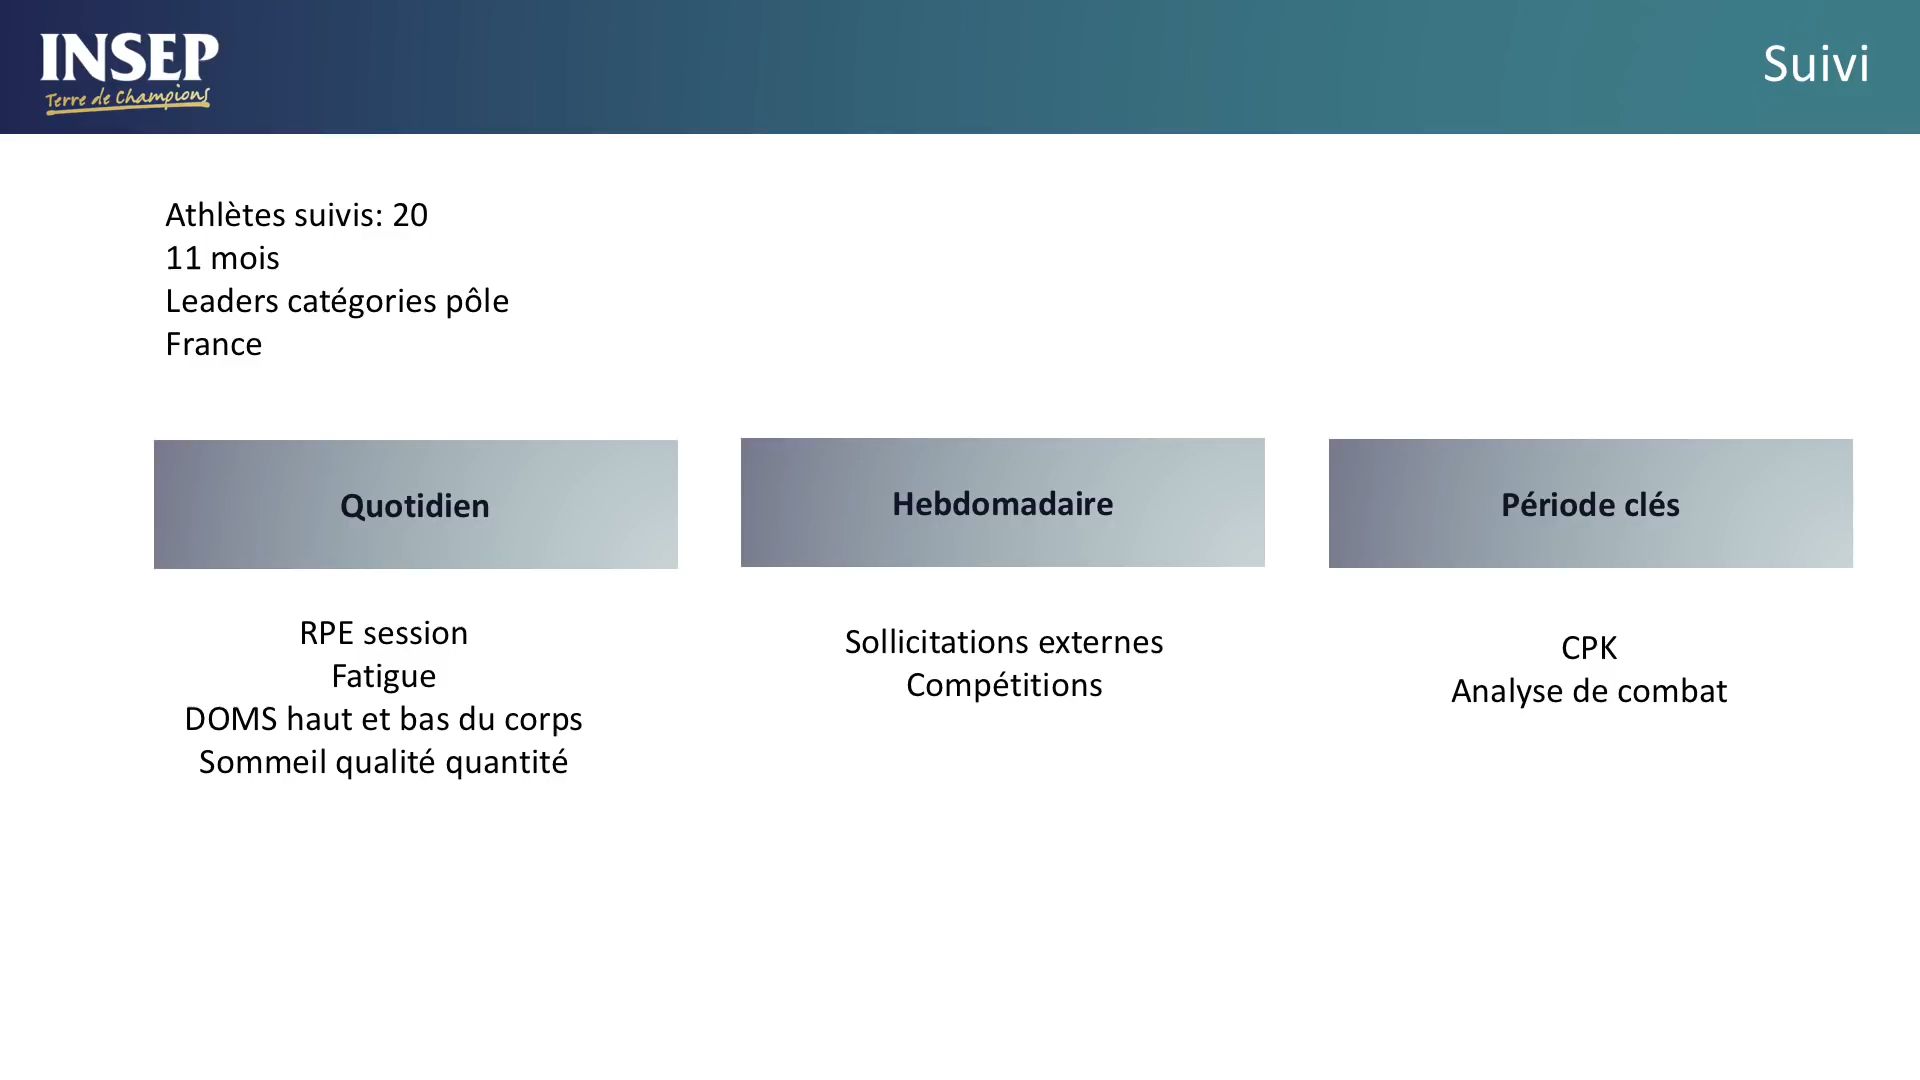 INSEP
Terre de Champions
Suivi
Athlètes suivis: 20
11 mois
Leaders catégories pôle
France
Quotidien
Hebdomadaire
Période clés
RPE session
Fatigue
DOMS haut et bas du corps
Sommeil qualité quantité
Sollicitations externes
Compétitions
CPK
Analyse de combat